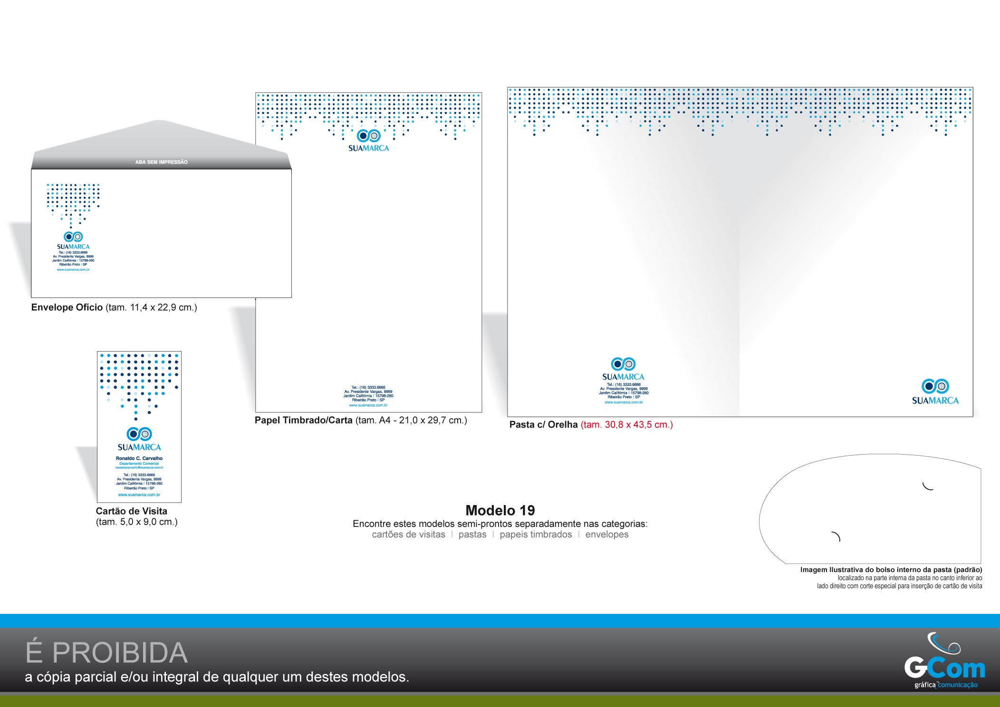 ABA SEM IMPRESSÃO
SUAMARCA
Tel.: (16) 3333.6666
Av. Presidente Vargas, 9999
Jardim Califórnia | 15798-260
Ribeirão Preto | SP
www.suamarca.com.br
Envelope Ofício (tam. 11,4 x 22,9 cm.)
SUAMARCA
Tel.: (16) 3333.6666
Av. Presidente Vargas, 9999
Jardim Califórnia | 15798-260
Ribeirão Preto | SP
www.suamarca.com.br
Papel Timbrado/Carta (tam. A4 - 21,0 x 29,7 cm.)
SUAMARCA
Tel.: (16) 3333.6666
Av. Presidente Vargas, 9999
Jardim Califórnia | 15798-260
Ribeirão Preto | SP
www.suamarca.com.br
SUAMARCA
Pasta c/ Orelha (tam. 30,8 x 43,5 cm.)
SUAMARCA
Ronaldo C. Carvalho
Departamento Comercial
ronaldoccarvalho@suamarca.com.br
Tel.: (16) 3333.6666
Av. Presidente Vargas, 9999
Jardim Califórnia | 15798-260
Ribeirão Preto | SP
www.suamarca.com.br
Cartão de Visita
(tam. 5,0 x 9,0 cm.)
Modelo 19
Encontre estes modelos semi-prontos separadamente nas categorias:
cartões de visitas | pastas | papeis timbrados | envelopes
Imagem Ilustrativa do bolso interno da pasta (padrão)
localizado na parte interna da pasta no canto inferior ao
lado direito com corte especial para inserção de cartão de visita
É PROIBIDA
a cópia parcial e/ou integral de qualquer um destes modelos.
GCom
gráfica comunicação